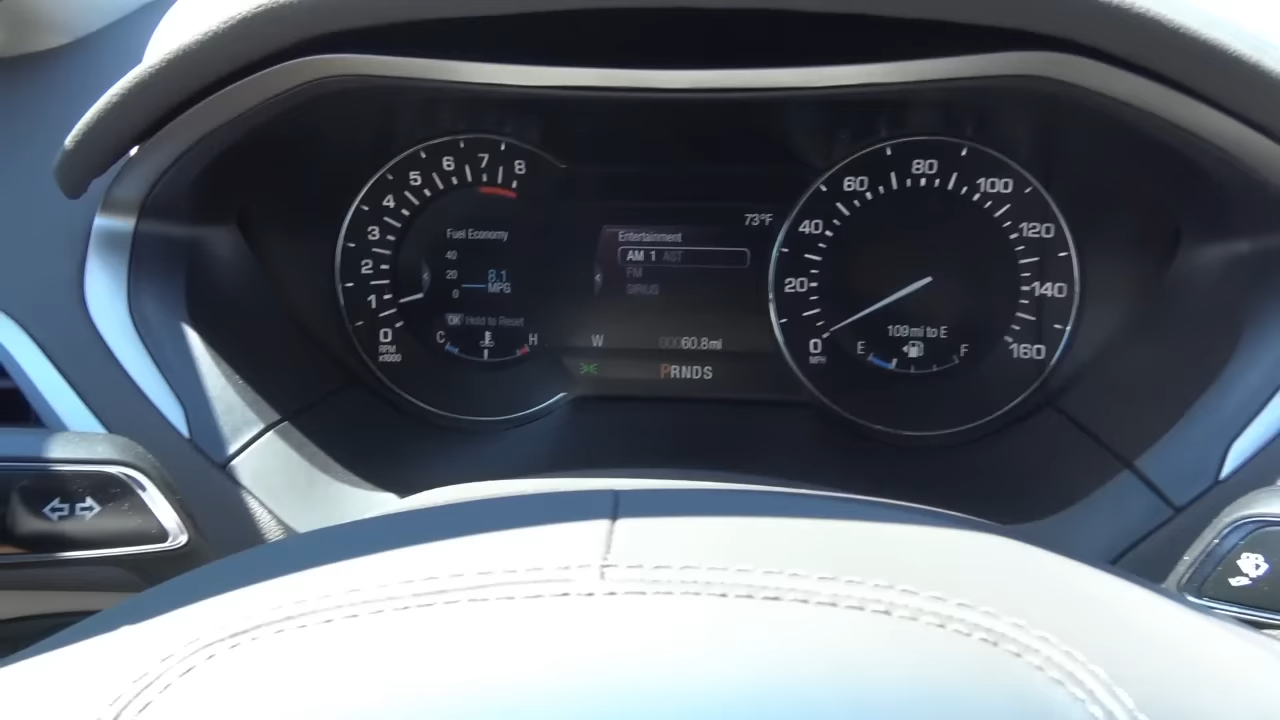 0
1
2
3
4
5
6
7
8
RPM
x1000
Fuel Economy
40
20
0
8.1
MPG
OK Hold to Reset
C
H
73°F
Entertainment
AM 1 AST
FM
SIRIUS
W
00060.8mi
PRNDS
0
20
40
60
80
100
120
140
160
MPH
109 mi to E
E
F